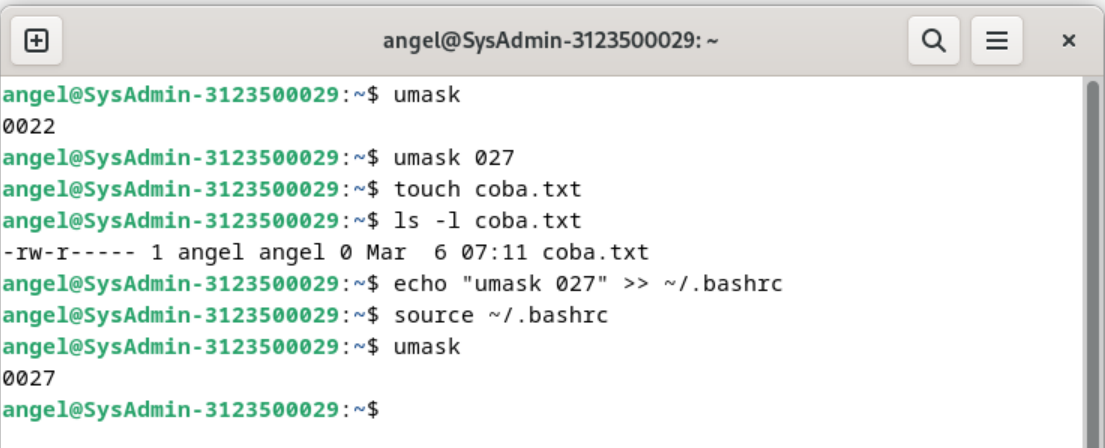 angel@SysAdmin-3123500029: ~
angel@SysAdmin-3123500029:~$ umask
0022
angel@SysAdmin-3123500029:~$ umask 027
angel@SysAdmin-3123500029:~$ touch coba.txt
angel@SysAdmin-3123500029:~$ ls -l coba.txt
-rw-r----- 1 angel angel 0 Mar  6 07:11 coba.txt
angel@SysAdmin-3123500029:~$ echo "umask 027" >> ~/.bashrc
angel@SysAdmin-3123500029:~$ source ~/.bashrc
angel@SysAdmin-3123500029:~$ umask
0027
angel@SysAdmin-3123500029:~$